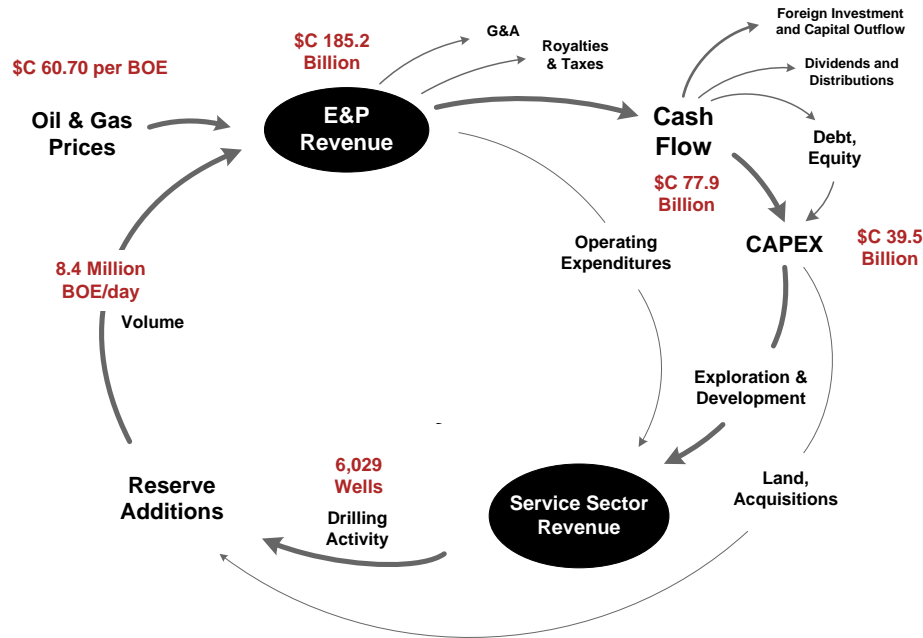 Foreign Investment
and Capital Outflow
G&A
$C 185.2
Billion
Royalties
& Taxes
$C 60.70 per BOE
Dividends and
Distributions
E&P
Revenue
Oil & Gas
Prices
Cash
Flow
Debt,
Equity
$C 77.9
Billion
CAPEX
$C 39.5
Billion
Operating
Expenditures
8.4 Million
BOE/day
Volume
Exploration &
Development
6,029
Wells
Reserve
Additions
Drilling
Activity
Service Sector
Revenue
Land,
Acquisitions